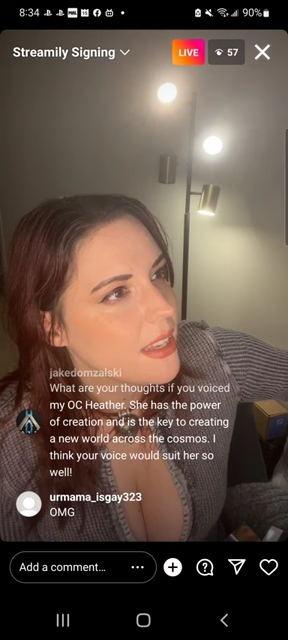 8:34
90%
Streamily Signing
LIVE
57
jakedomzalski
What are your thoughts if you voiced
my OC Heather. She has the power
of creation and is the key to creating
a new world across the cosmos. I
think your voice would suit her so
well!
urmama_isgay323
OMG
Add a comment...